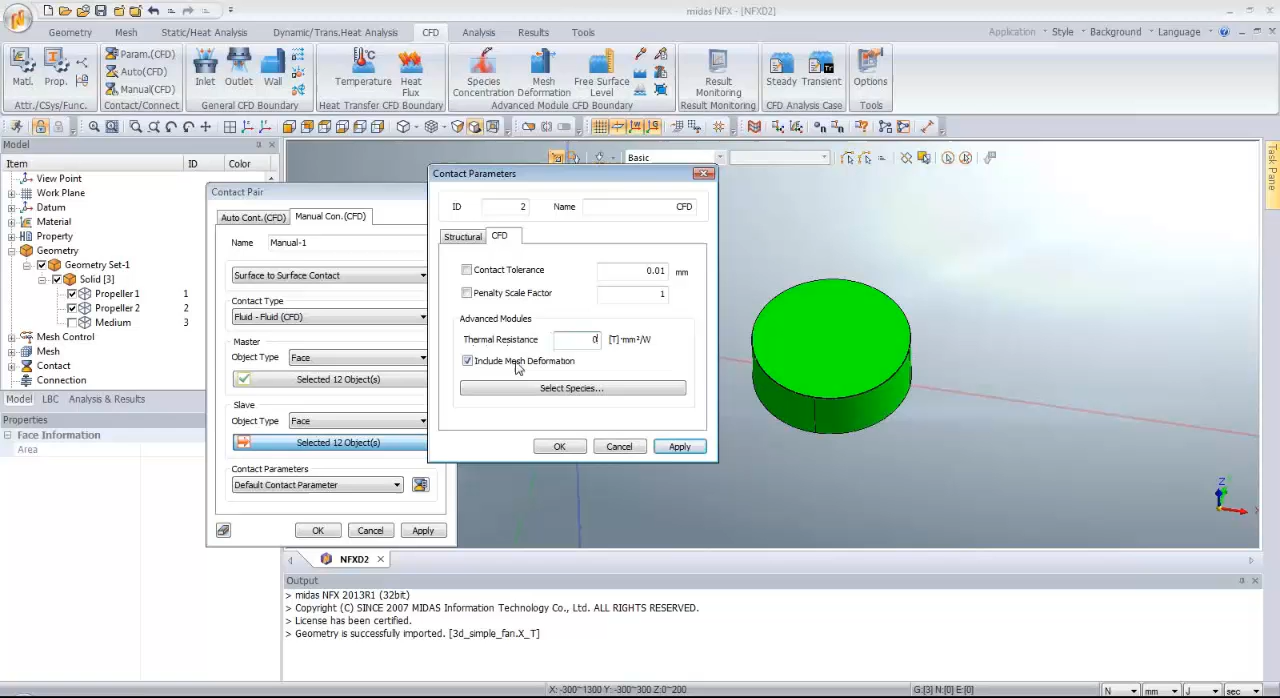 midas NFX - [NFXD2]
Geometry Mesh Static/Heat Analysis Dynamic/Trans.Heat Analysis CFD Analysis Results Tools Application Style Background Language
Matl. Prop. Param.(CFD) Auto(CFD) Manual(CFD) Inlet Outlet Wall Temperature Heat Flux Species Concentration Mesh Deformation Free Surface Level Result Monitoring Steady Transient Options
Attr./CSys/Func. Contact/Connect General CFD Boundary Heat Transfer CFD Boundary Advanced Module CFD Boundary Result Monitoring CFD Analysis Case Tools
Model
Item ID Color
View Point
Work Plane
Datum
Material
Property
Geometry
Geometry Set-1
Solid [3]
Propeller 1 1
Propeller 2 2
Medium 3
Mesh Control
Mesh
Contact
Connection
Model LBC Analysis & Results
Properties
Face Information
Area
Contact Pair
Auto Cont.(CFD) Manual Con.(CFD)
Name Manual-1
Surface to Surface Contact
Contact Type
Fluid - Fluid (CFD)
Master
Object Type Face
Selected 12 Object(s)
Slave
Object Type Face
Selected 12 Object(s)
Contact Parameters
Default Contact Parameter
OK Cancel Apply
Basic
Contact Parameters
ID 2 Name CFD
Structural CFD
Contact Tolerance 0.01 mm
Penalty Scale Factor 1
Advanced Modules
Thermal Resistance 0 [T]·mm²/W
Include Mesh Deformation
Select Species...
OK Cancel Apply
Task Pane
Z
NFXD2
Output
> midas NFX 2013R1 (32bit)
> Copyright (C) SINCE 2007 MIDAS Information Technology Co., Ltd. ALL RIGHTS RESERVED.
> License has been certified.
> Geometry is successfully imported. [3d_simple_fan.X_T]
X: -300~1300 Y:-300~300 Z:0~200 G:[3] N:[0] E:[0] N mm J sec